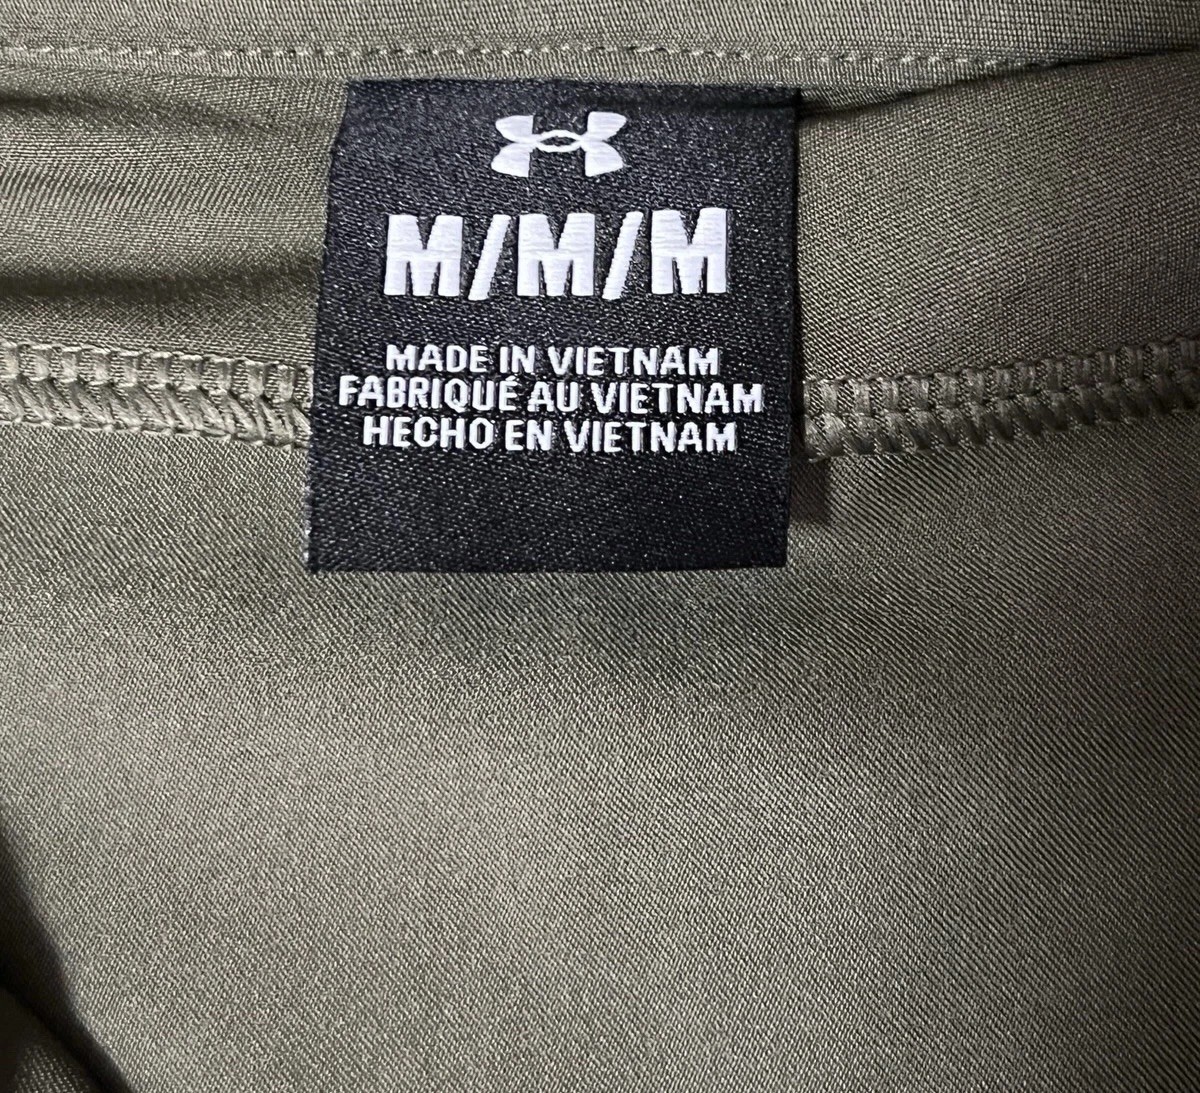 M/M/M
MADE IN VIETNAM
FABRIQUÉ AU VIETNAM
HECHO EN VIETNAM